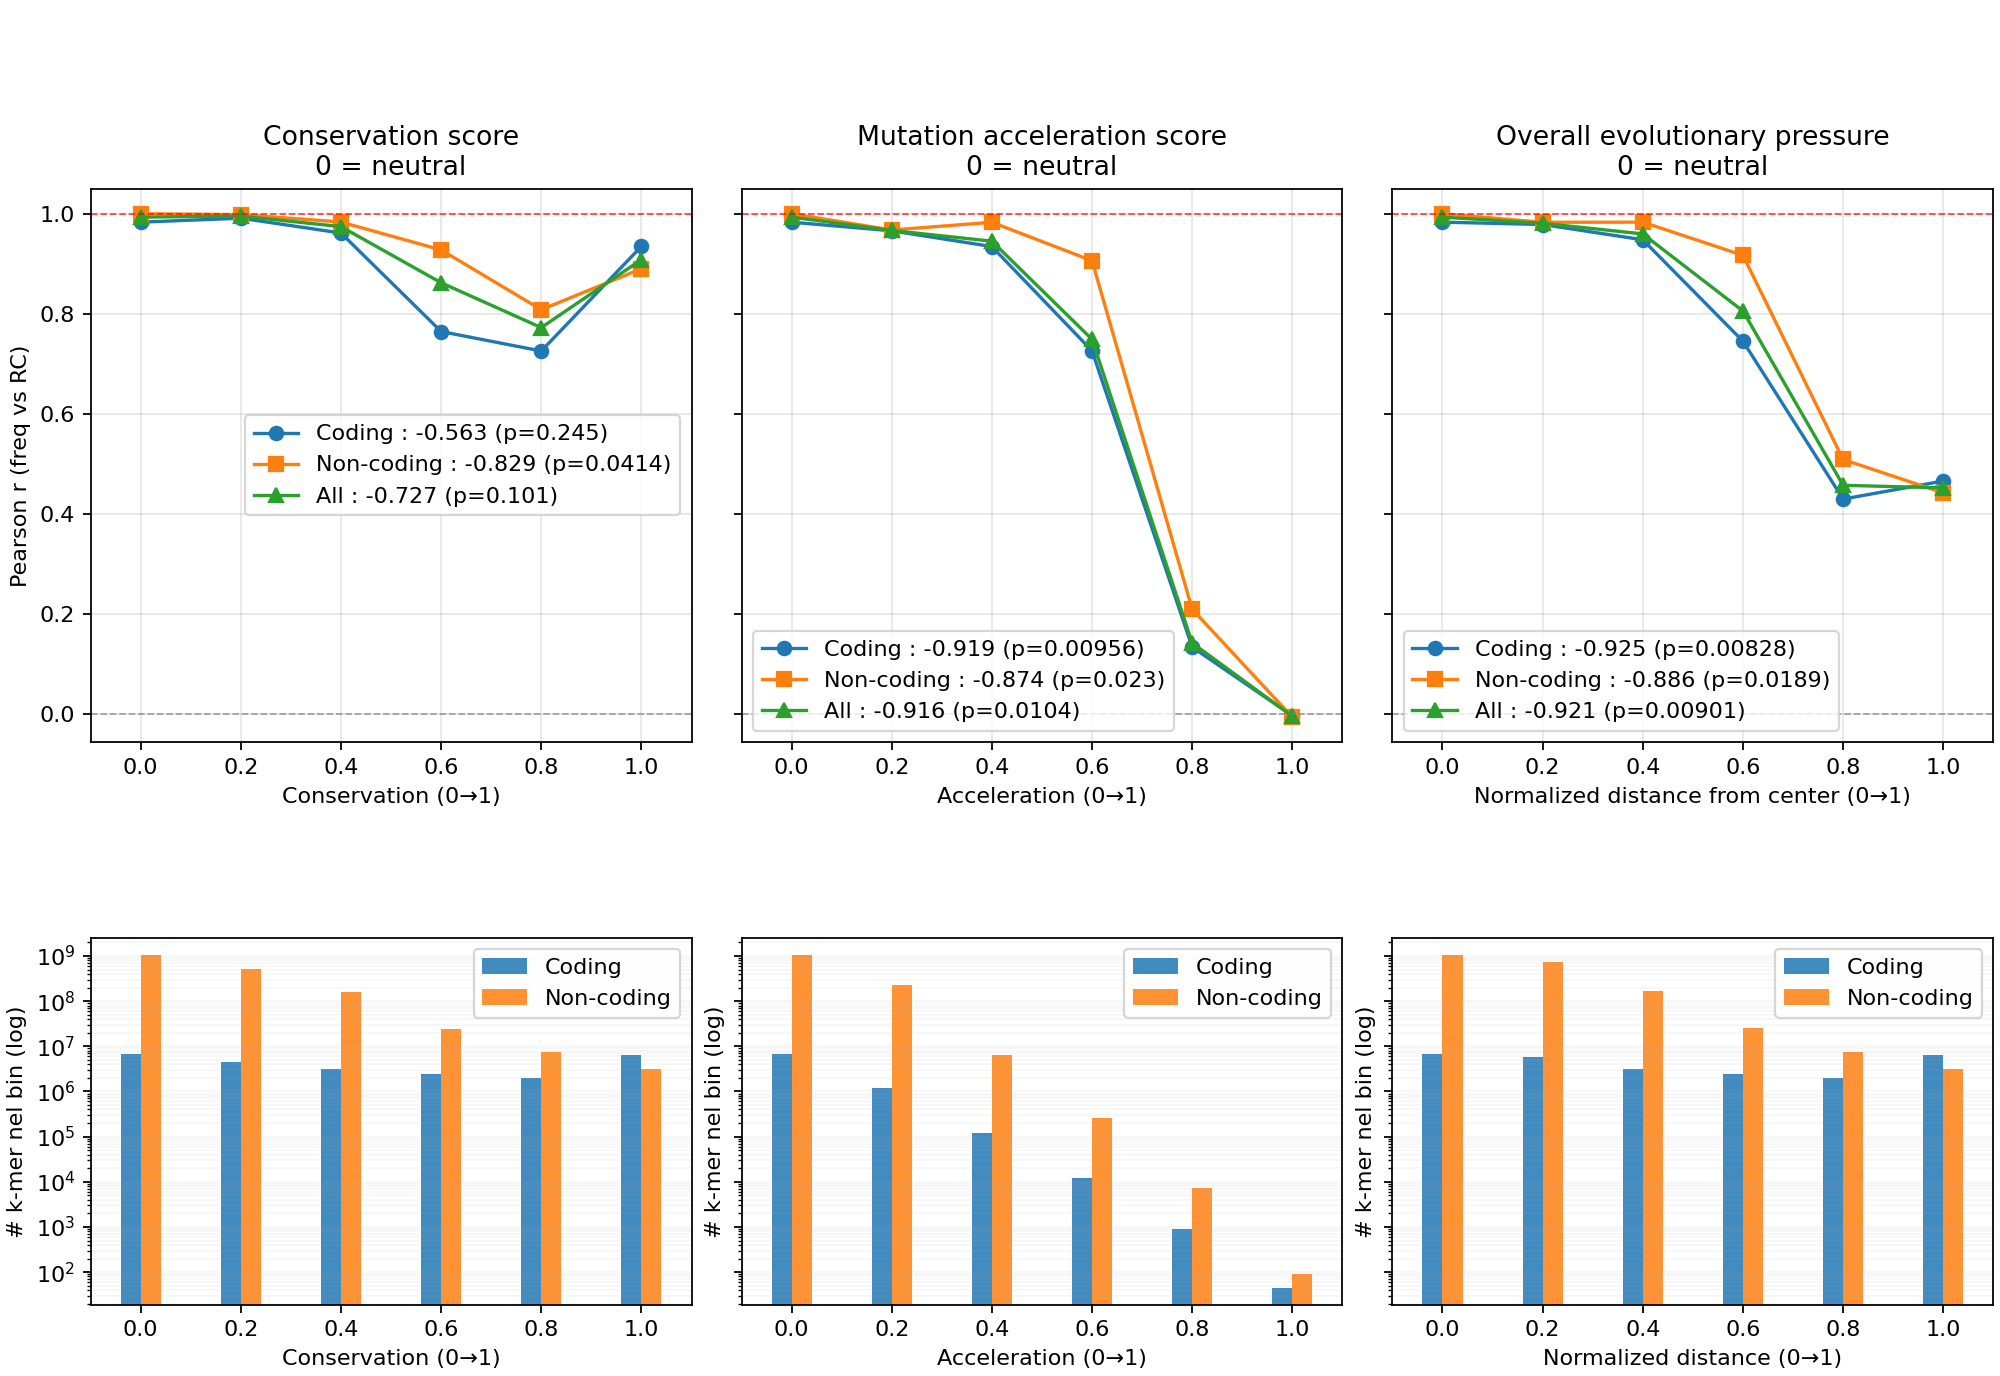 Conservation score
0 = neutral
Mutation acceleration score
0 = neutral
Overall evolutionary pressure
0 = neutral
Pearson r (freq vs RC)
1.0
0.8
0.6
0.4
0.2
0.0
Coding : -0.563 (p=0.245)
Non-coding : -0.829 (p=0.0414)
All : -0.727 (p=0.101)
0.0 0.2 0.4 0.6 0.8 1.0
Conservation (0→1)
Coding : -0.919 (p=0.00956)
Non-coding : -0.874 (p=0.023)
All : -0.916 (p=0.0104)
0.0 0.2 0.4 0.6 0.8 1.0
Acceleration (0→1)
Coding : -0.925 (p=0.00828)
Non-coding : -0.886 (p=0.0189)
All : -0.921 (p=0.00901)
0.0 0.2 0.4 0.6 0.8 1.0
Normalized distance from center (0→1)
# k-mer nel bin (log)
10⁹
10⁸
10⁷
10⁶
10⁵
10⁴
10³
10²
Coding
Non-coding
0.0 0.2 0.4 0.6 0.8 1.0
Conservation (0→1)
# k-mer nel bin (log)
Coding
Non-coding
0.0 0.2 0.4 0.6 0.8 1.0
Acceleration (0→1)
# k-mer nel bin (log)
Coding
Non-coding
0.0 0.2 0.4 0.6 0.8 1.0
Normalized distance (0→1)